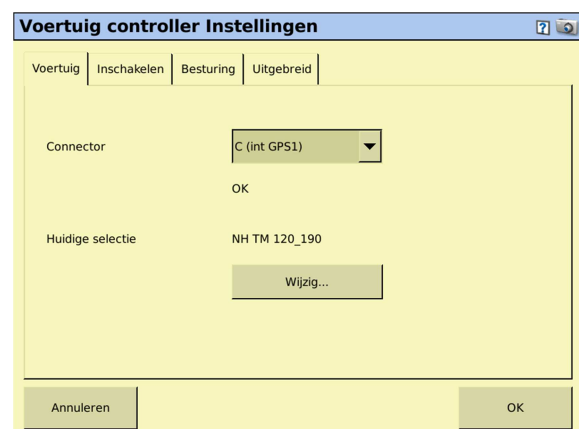 Voertuig controller Instellingen
Voertuig Inschakelen Besturing Uitgebreid
Connector C (int GPS1)
OK
Huidige selectie NH TM 120_190
Wijzig...
Annuleren OK